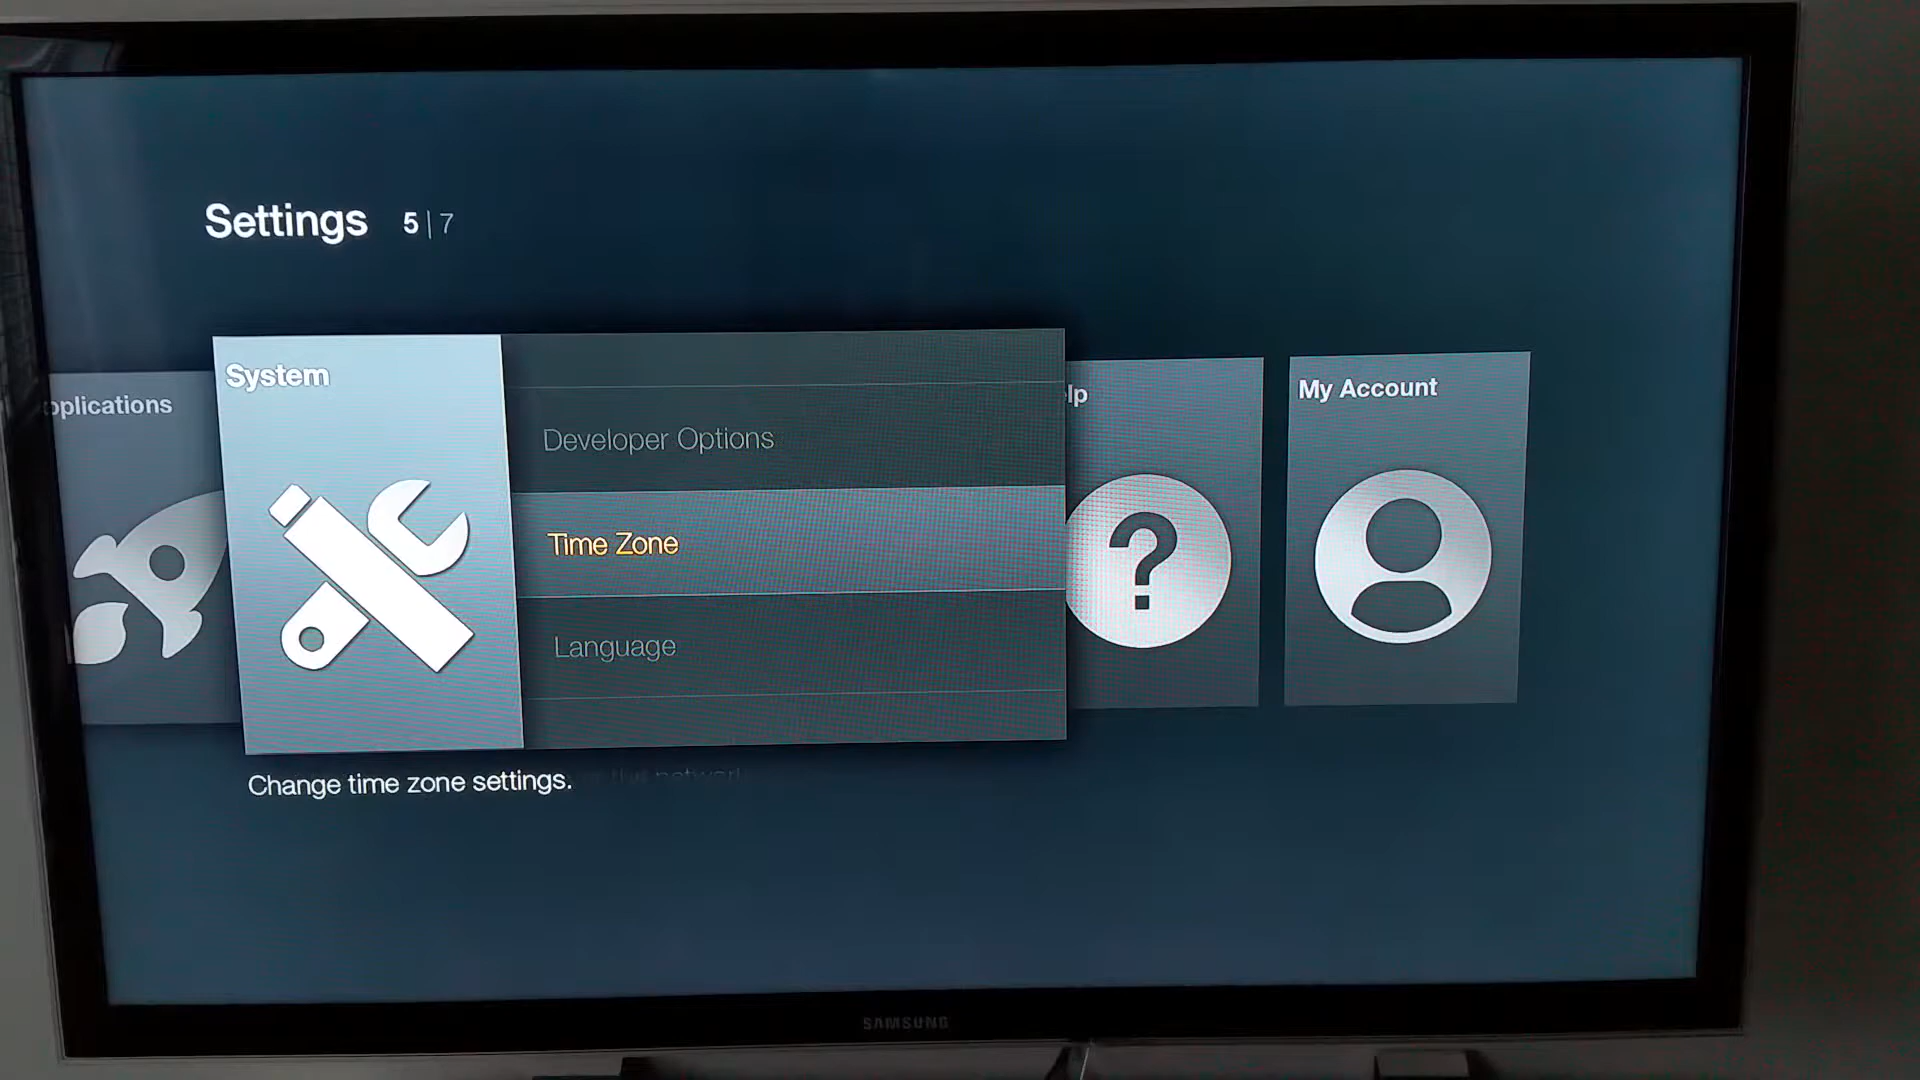 Settings 5|7
System
Developer Options
Time Zone
Language
pplications
lp
My Account
Change time zone settings.
SAMSUNG